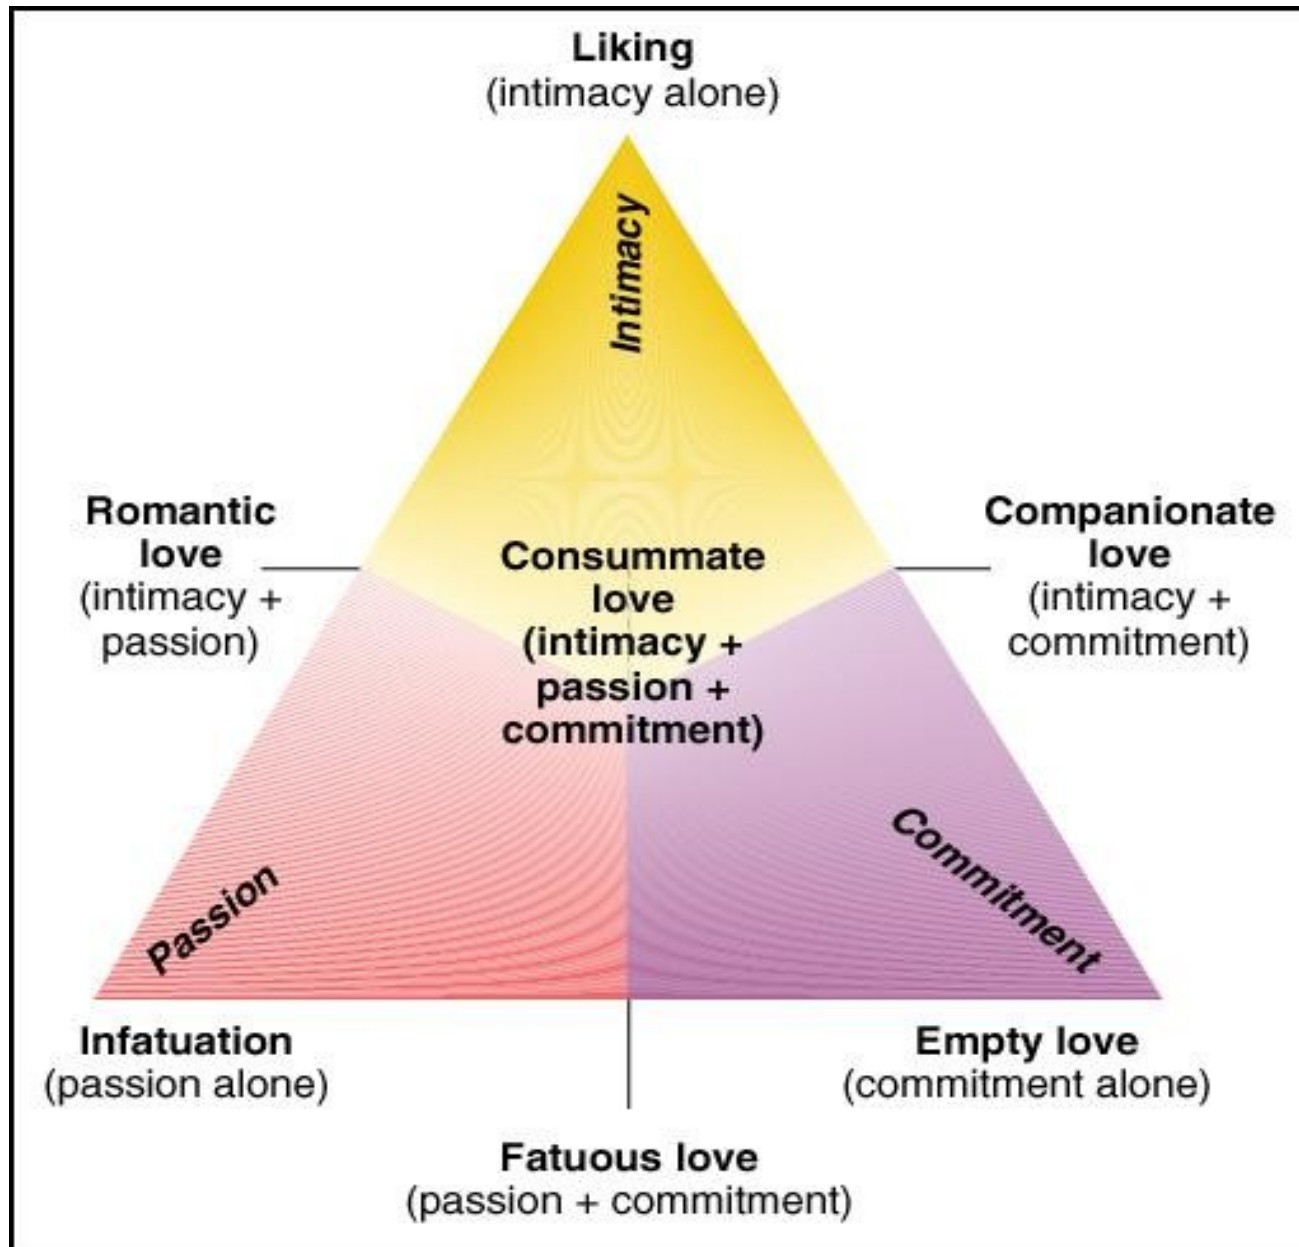 Liking
(intimacy alone)
Intimacy
Romantic
love
(intimacy +
passion)
Consummate
love
(intimacy +
passion +
commitment)
Companionate
love
(intimacy +
commitment)
Passion
Commitment
Infatuation
(passion alone)
Empty love
(commitment alone)
Fatuous love
(passion + commitment)